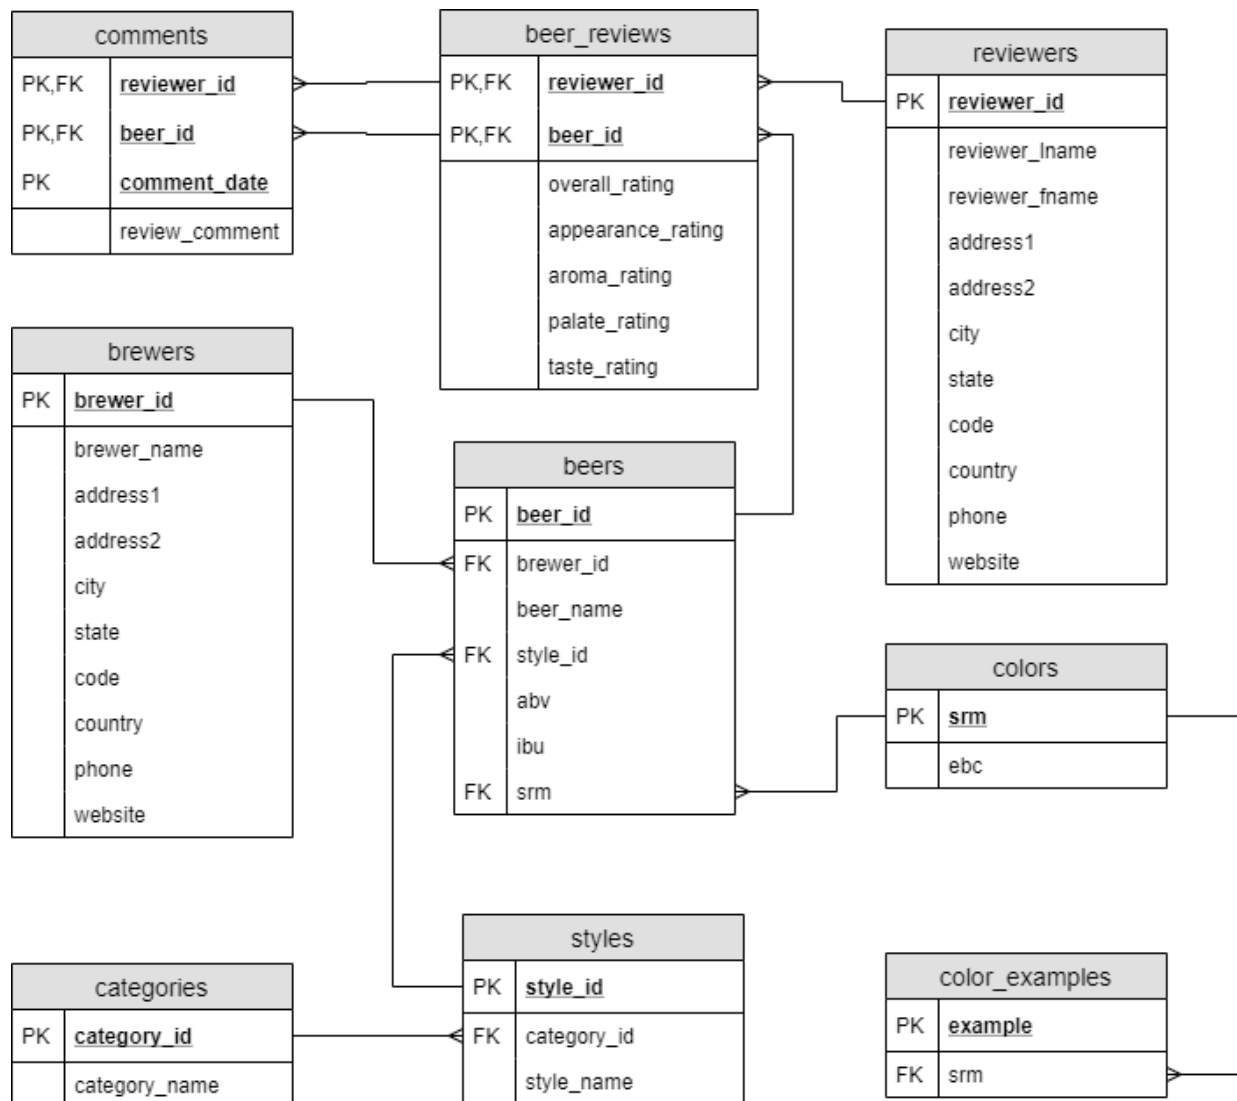 comments
PK,FK reviewer_id
PK,FK beer_id
PK comment_date
review_comment
beer_reviews
PK,FK reviewer_id
PK,FK beer_id
overall_rating
appearance_rating
aroma_rating
palate_rating
taste_rating
reviewers
PK reviewer_id
reviewer_lname
reviewer_fname
address1
address2
city
state
code
country
phone
website
brewers
PK brewer_id
brewer_name
address1
address2
city
state
code
country
phone
website
beers
PK beer_id
FK brewer_id
beer_name
FK style_id
abv
ibu
FK srm
colors
PK srm
ebc
categories
PK category_id
category_name
styles
PK style_id
FK category_id
style_name
color_examples
PK example
FK srm